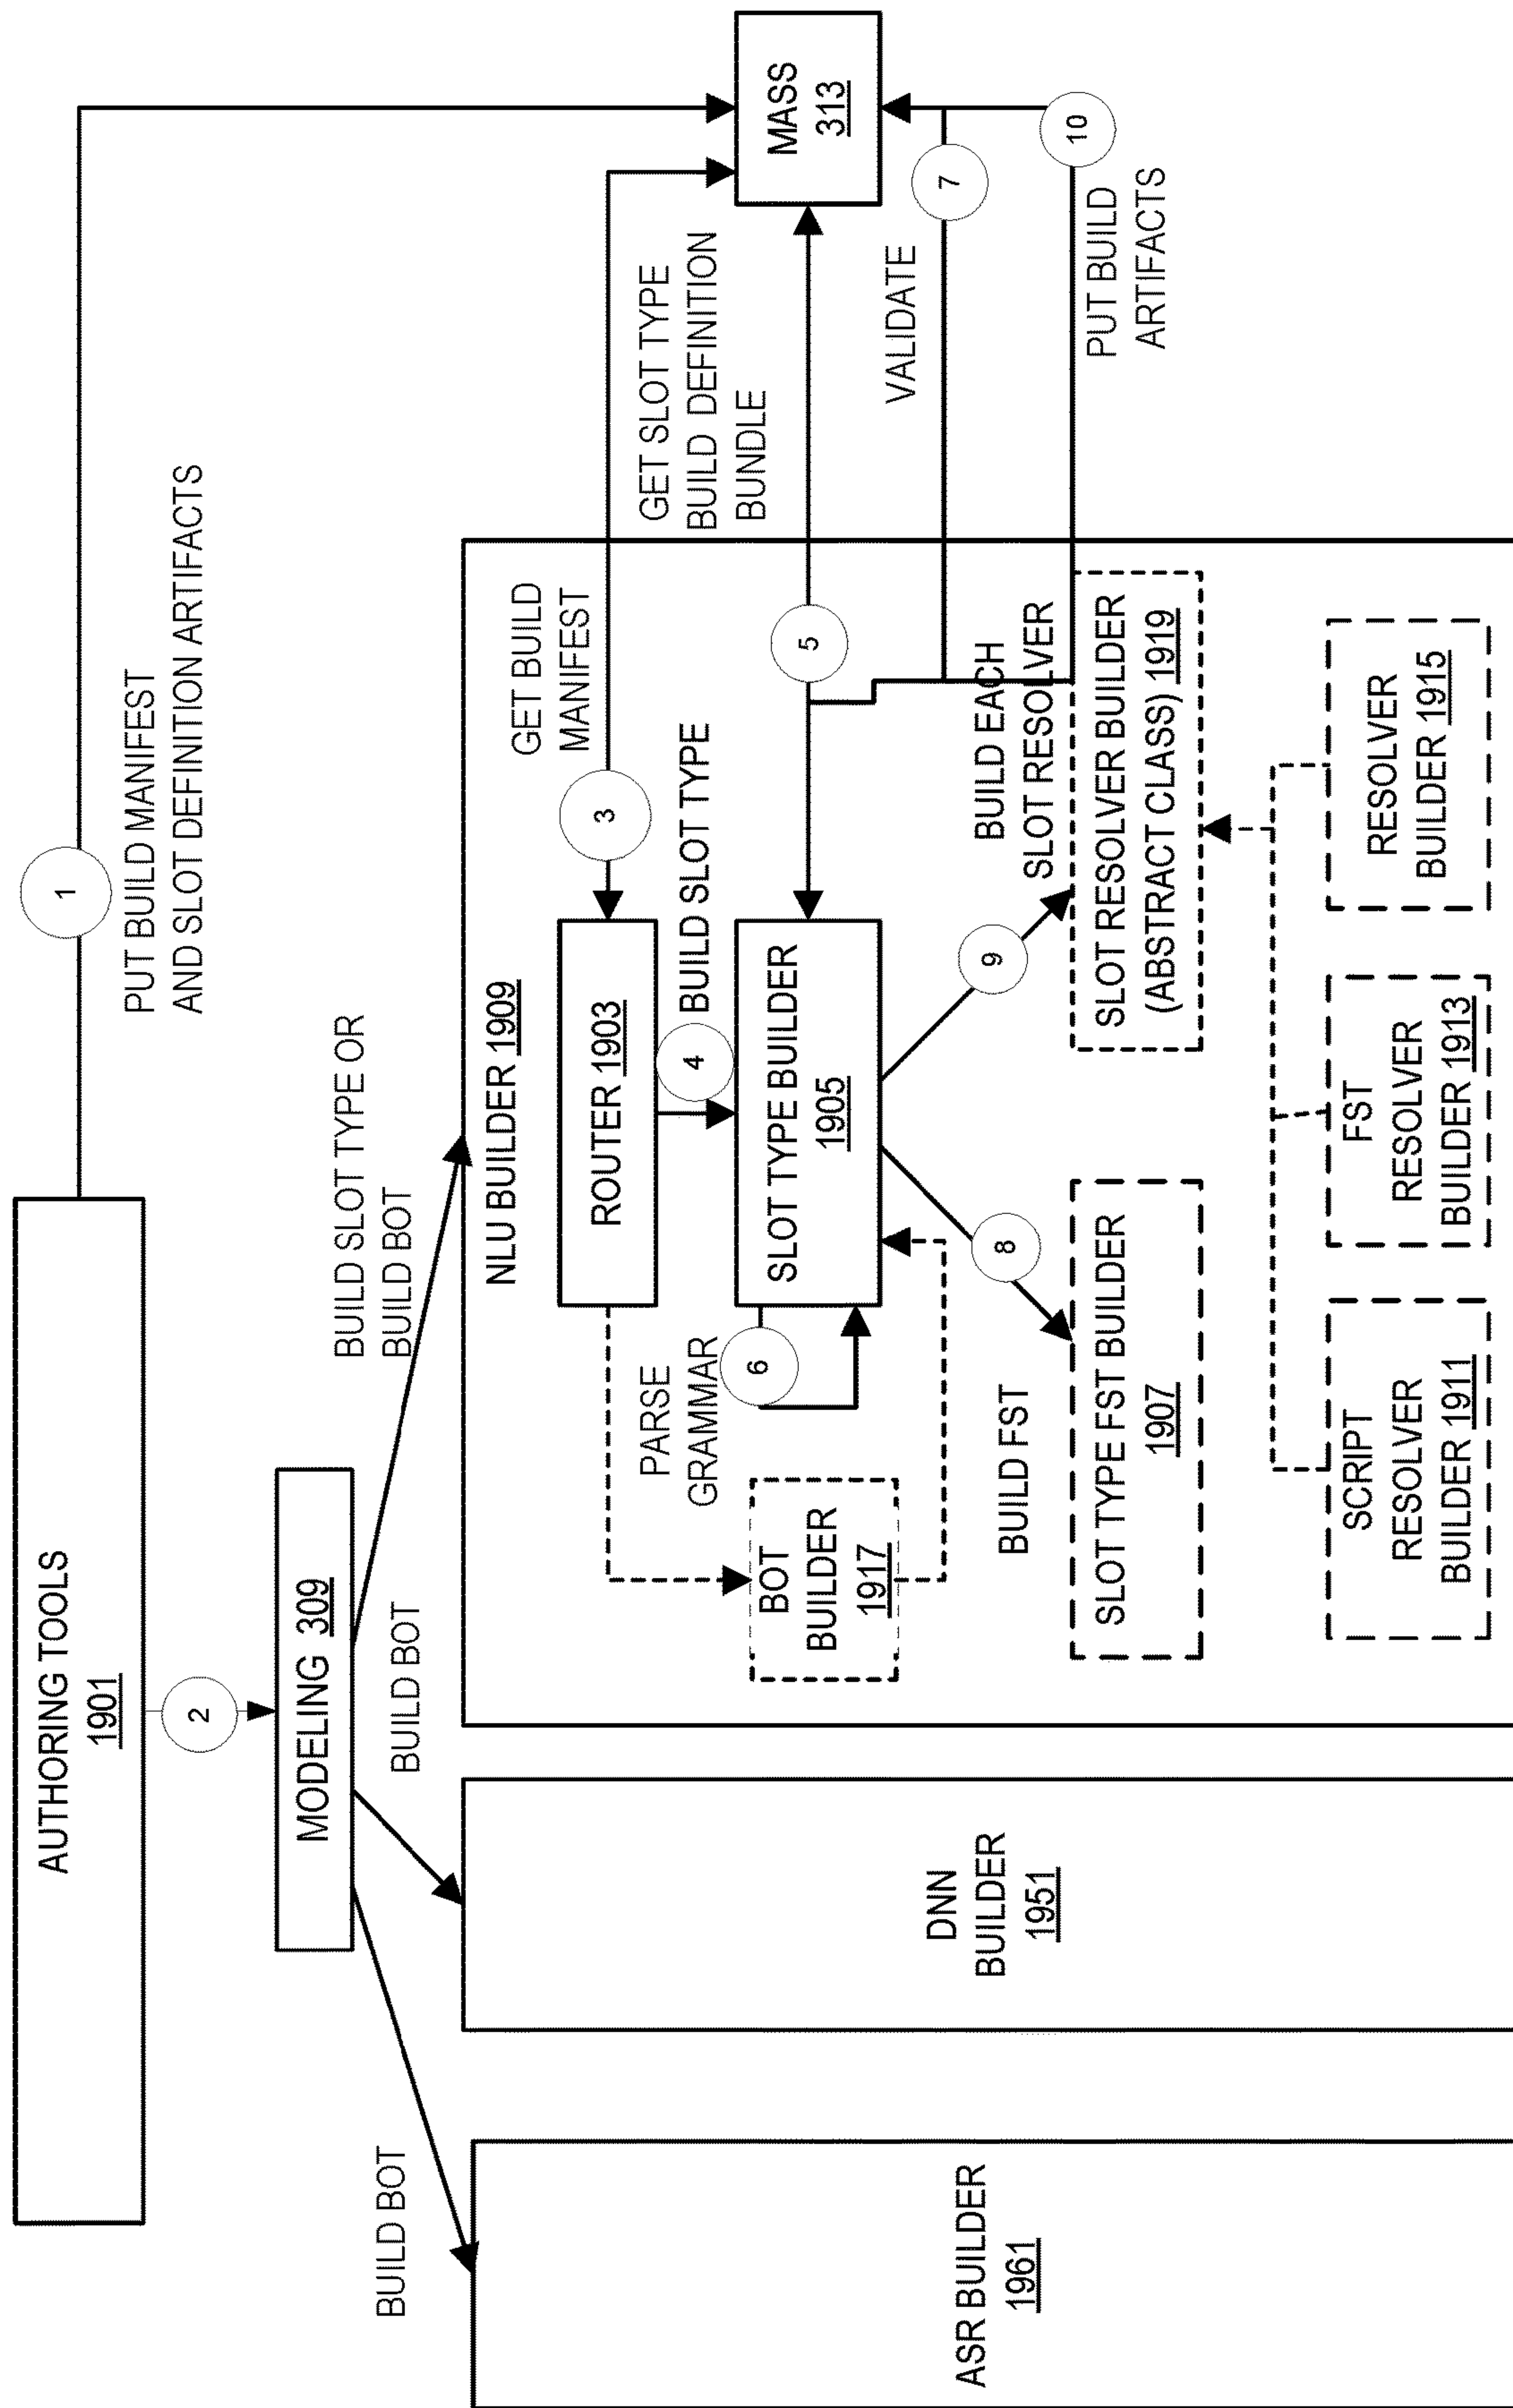 AUTHORING TOOLS
1901
1
PUT BUILD MANIFEST
AND SLOT DEFINITION ARTIFACTS
2
MODELING 309
BUILD BOT
BUILD BOT
BUILD SLOT TYPE OR
BUILD BOT
ASR BUILDER
1961
DNN
BUILDER
1951
NLU BUILDER 1909
ROUTER 1903
3
GET BUILD
MANIFEST
4
BUILD SLOT TYPE
PARSE
GRAMMAR
6
SLOT TYPE BUILDER
1905
5
GET SLOT TYPE
BUILD DEFINITION
BUNDLE
MASS
313
VALIDATE
7
10
PUT BUILD
ARTIFACTS
BOT
BUILDER
1917
BUILD FST
8
9
BUILD EACH
SLOT RESOLVER
SLOT TYPE FST BUILDER
1907
SLOT RESOLVER BUILDER
(ABSTRACT CLASS) 1919
SCRIPT
RESOLVER
BUILDER 1911
FST
RESOLVER
BUILDER 1913
RESOLVER
BUILDER 1915